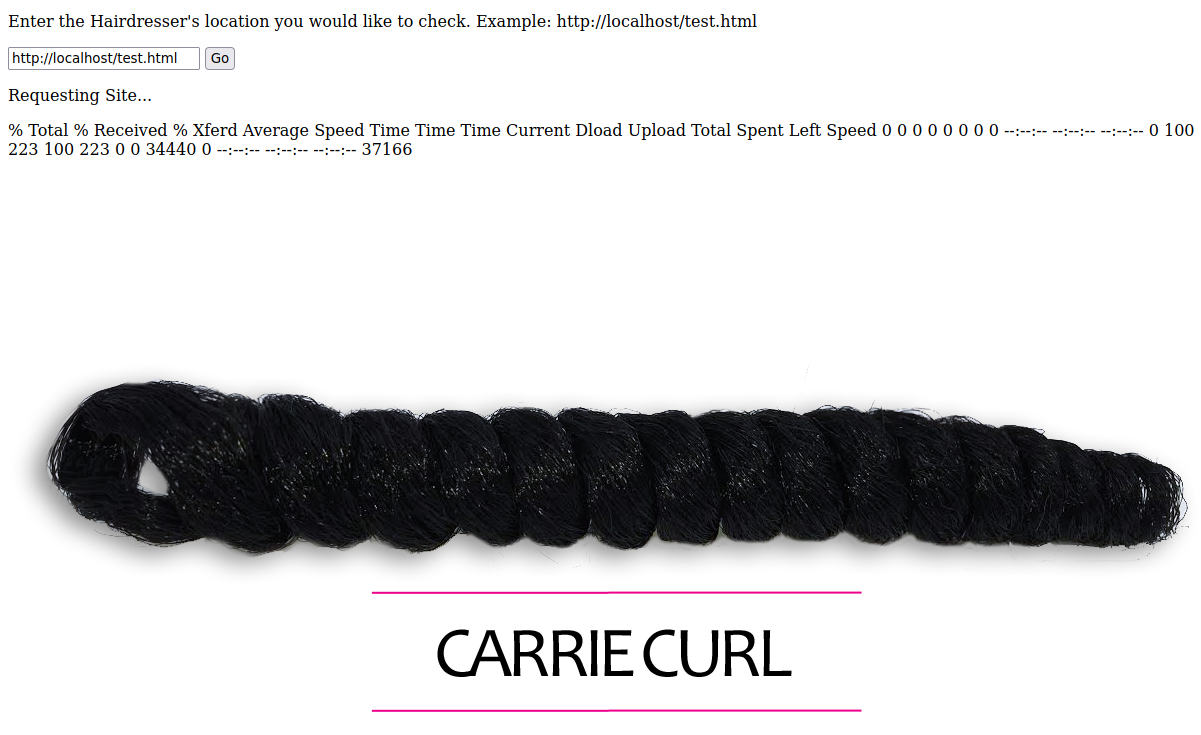 Enter the Hairdresser's location you would like to check. Example: http://localhost/test.html
http://localhost/test.html Go
Requesting Site...
% Total % Received % Xferd Average Speed Time Time Time Current Dload Upload Total Spent Left Speed 0 0 0 0 0 0 0 0 --:--:-- --:--:-- --:--:-- 0 100
223 100 223 0 0 34440 0 --:--:-- --:--:-- --:--:-- 37166
CARRIE CURL